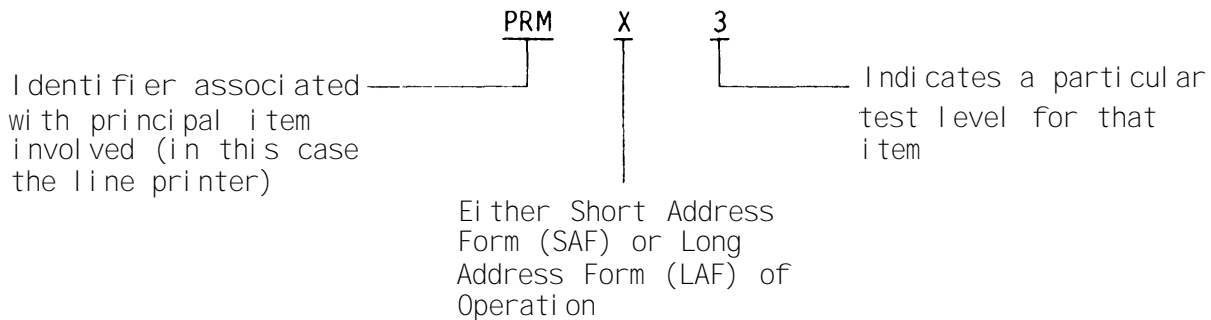 PRM X 3
Identifier associated
with principal item
involved (in this case
the line printer)
Indicates a particular
test level for that
item
Either Short Address
Form (SAF) or Long
Address Form (LAF) of
Operation